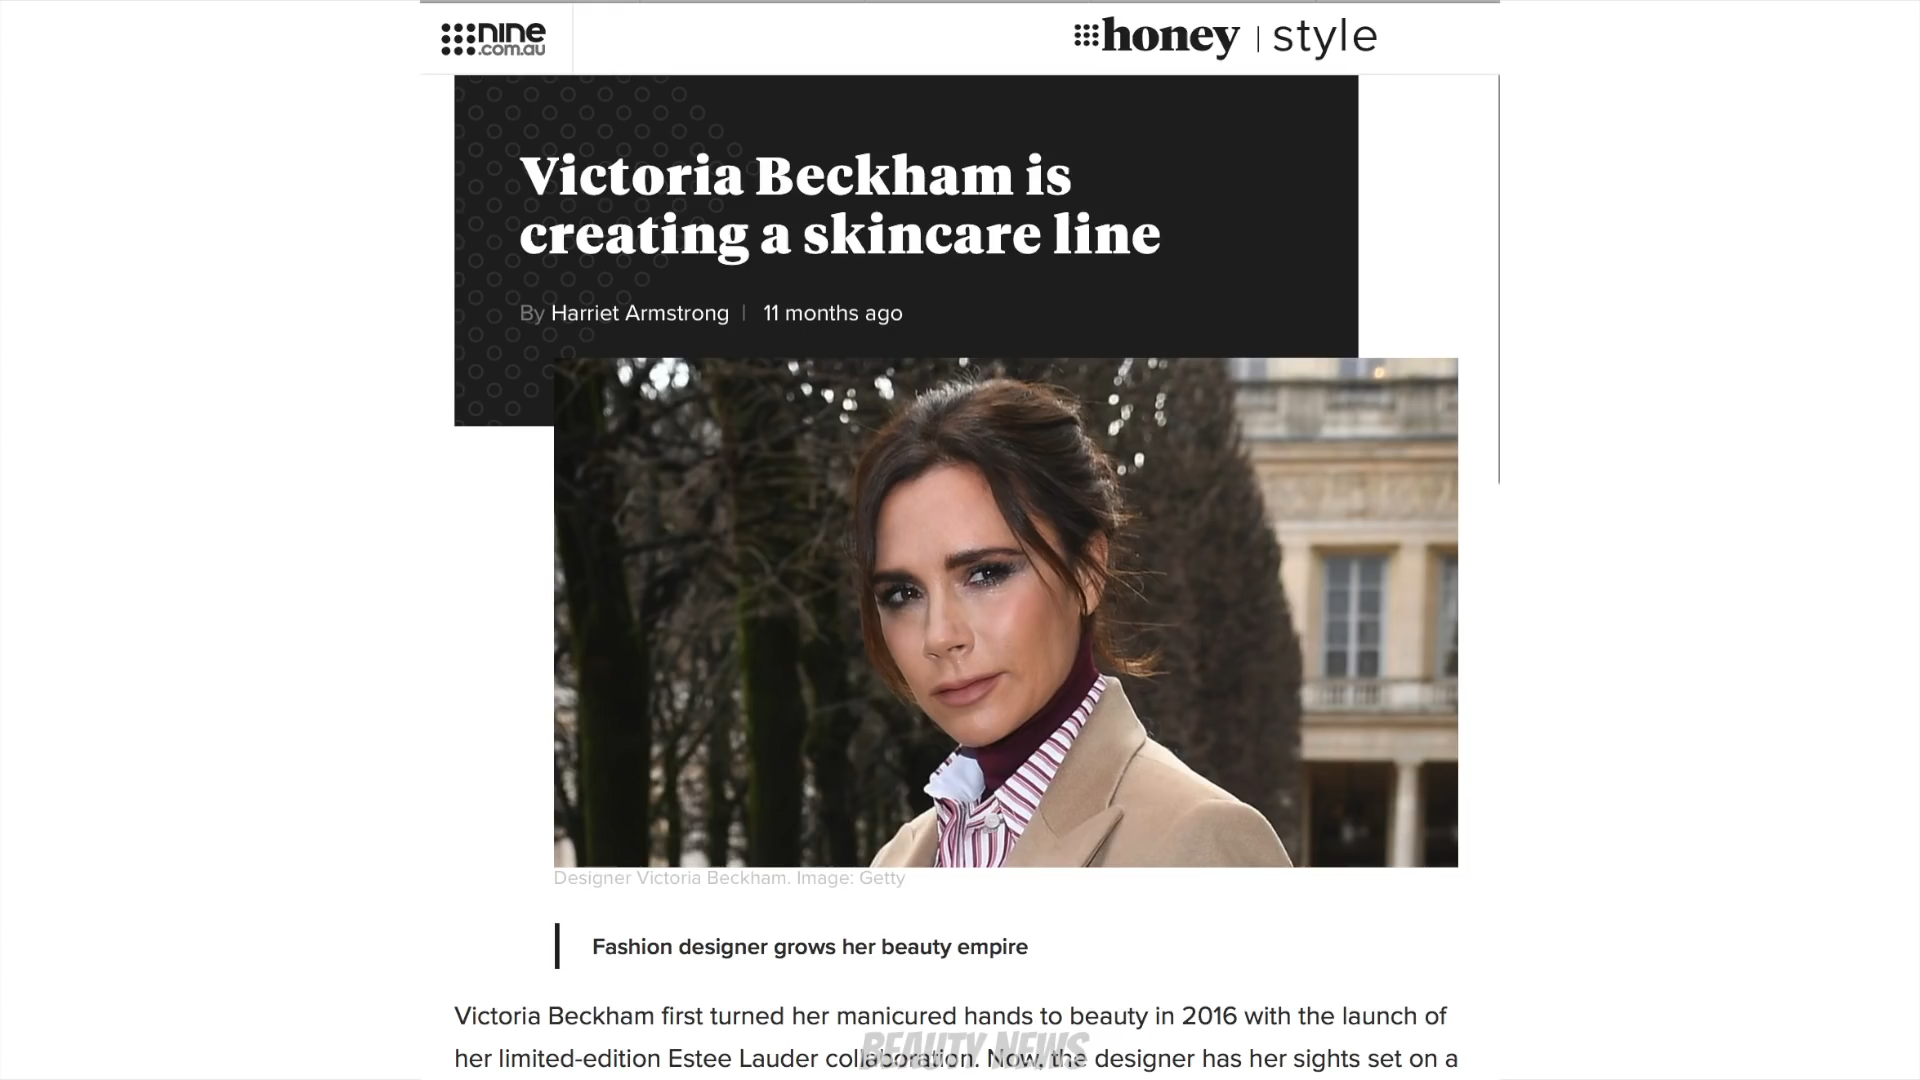 nine
.com.au
honey | style
Victoria Beckham is
creating a skincare line
By Harriet Armstrong | 11 months ago
Designer Victoria Beckham. Image: Getty
Fashion designer grows her beauty empire
Victoria Beckham first turned her manicured hands to beauty in 2016 with the launch of
her limited-edition Estee Lauder collaboration. Now, the designer has her sights set on a
BEAUTY NEWS